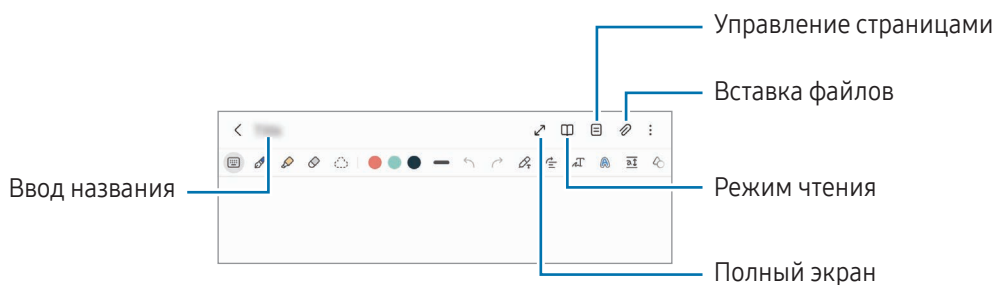 Управление страницами
Вставка файлов
Ввод названия
Режим чтения
Полный экран